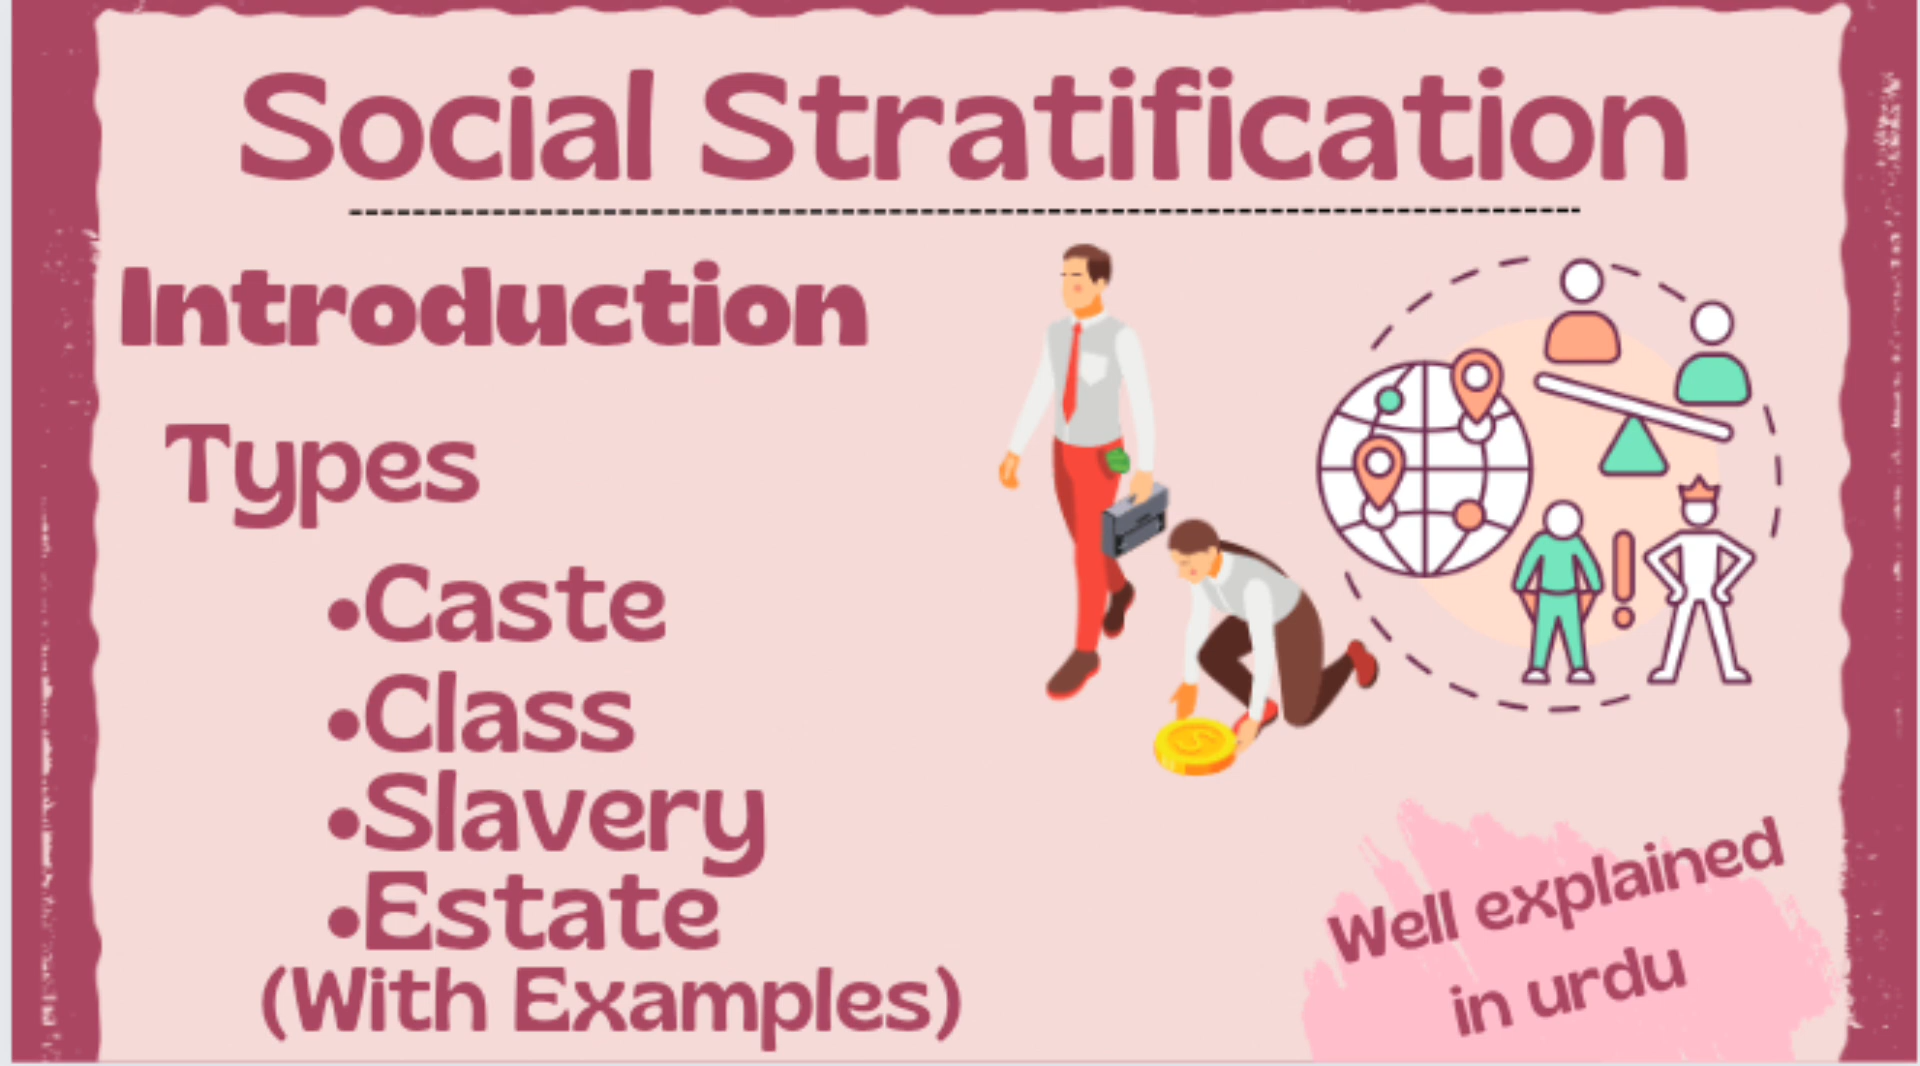 Social Stratification
Introduction
Types
•Caste
•Class
•Slavery
•Estate
(With Examples)
Well explained
in urdu